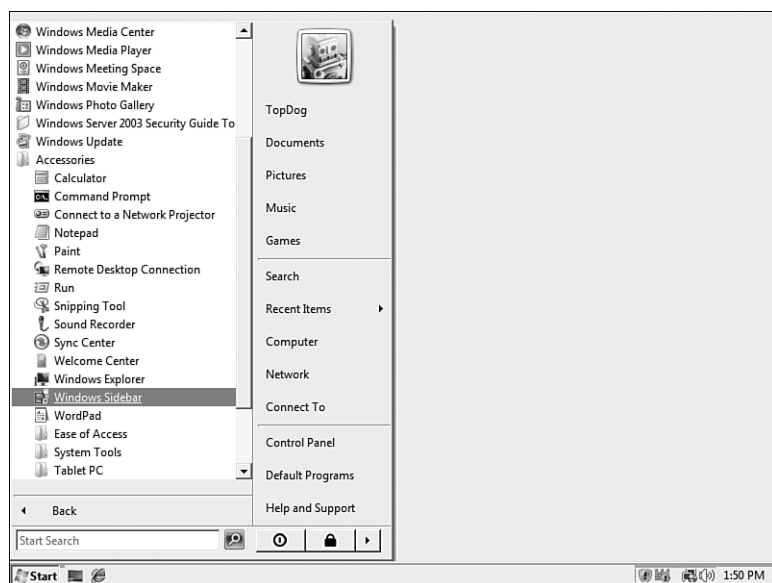 Windows Media Center
Windows Media Player
Windows Meeting Space
Windows Movie Maker
Windows Photo Gallery
Windows Server 2003 Security Guide To
Windows Update
Accessories
Calculator
Command Prompt
Connect to a Network Projector
Notepad
Paint
Remote Desktop Connection
Run
Snipping Tool
Sound Recorder
Sync Center
Welcome Center
Windows Explorer
Windows Sidebar
WordPad
Ease of Access
System Tools
Tablet PC
Back
Start Search
TopDog
Documents
Pictures
Music
Games
Search
Recent Items
Computer
Network
Connect To
Control Panel
Default Programs
Help and Support
Start
1:50 PM